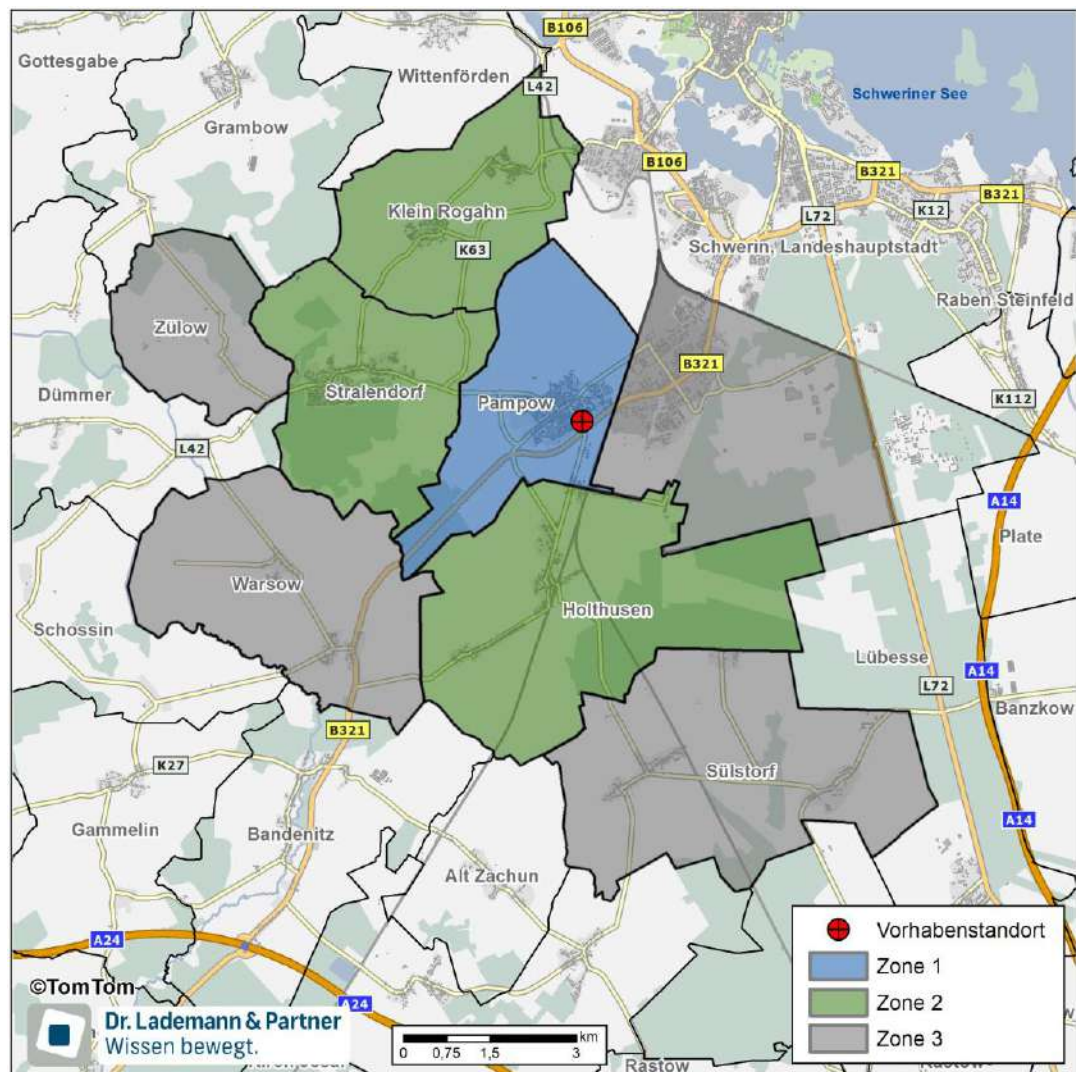 B106
Gottesgabe
Wittenförden
L42
Schweriner See
Grambow
B106
B321
B321
K12
Klein Rogahn
L72
K63
Schwerin, Landeshauptstadt
Raben Steinfeld
Zülow
B321
Dümmer
Stralendorf
Pampow
K112
L42
A14
Plate
Warsow
Holthusen
Schossin
Lübesse
A14
L72
Banzkow
B321
K27
Sülstorf
Gammelin
Bandenitz
A14
Alt Zachun
A24
Vorhabenstandort
Zone 1
©TomTom
A24
Zone 2
Dr. Lademann & Partner
Wissen bewegt.
km
0 0,75 1,5 3
Zone 3
Rastow